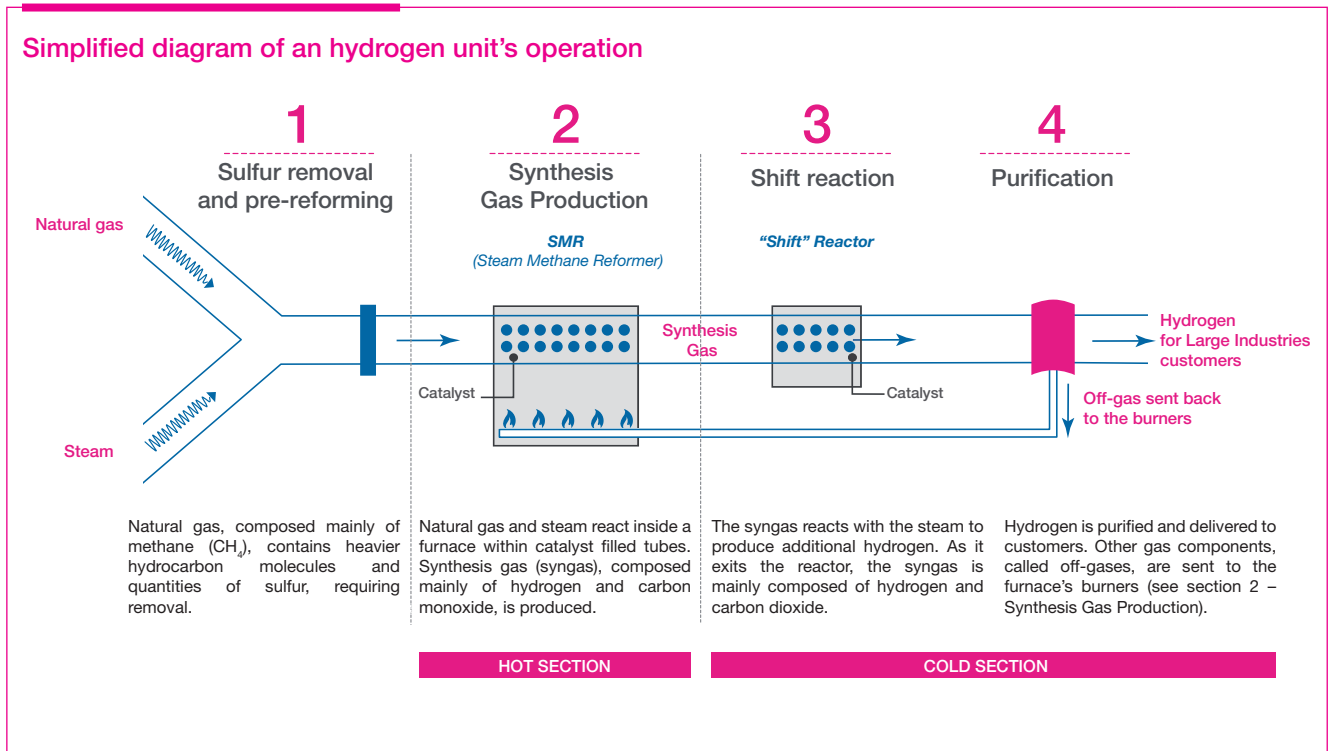 Simplified diagram of an hydrogen unit's operation
1
Sulfur removal
and pre-reforming
2
Synthesis
Gas Production
3
Shift reaction
4
Purification
Natural gas
Steam
SMR
(Steam Methane Reformer)
"Shift" Reactor
Catalyst
Synthesis
Gas
Catalyst
Hydrogen
for Large Industries
customers
Off-gas sent back
to the burners
Natural gas, composed mainly of
methane (CH₄), contains heavier
hydrocarbon molecules and
quantities of sulfur, requiring
removal.
Natural gas and steam react inside a
furnace within catalyst filled tubes.
Synthesis gas (syngas), composed
mainly of hydrogen and carbon
monoxide, is produced.
The syngas reacts with the steam to
produce additional hydrogen. As it
exits the reactor, the syngas is
mainly composed of hydrogen and
carbon dioxide.
Hydrogen is purified and delivered to
customers. Other gas components,
called off-gases, are sent to the
furnace's burners (see section 2 –
Synthesis Gas Production).
HOT SECTION
COLD SECTION